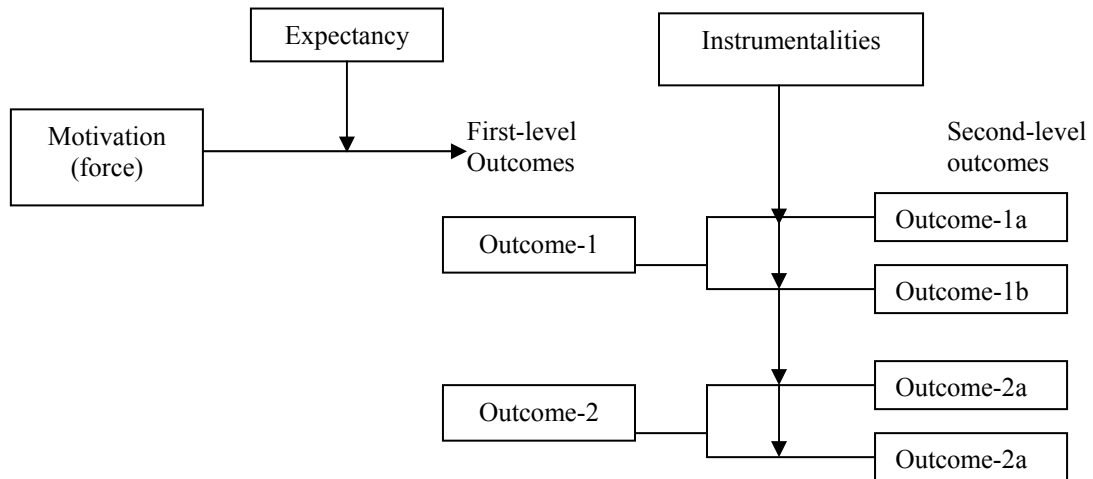 Expectancy
Instrumentalities
Motivation
(force)
First-level
Outcomes
Second-level
outcomes
Outcome-1
Outcome-1a
Outcome-1b
Outcome-2
Outcome-2a
Outcome-2a